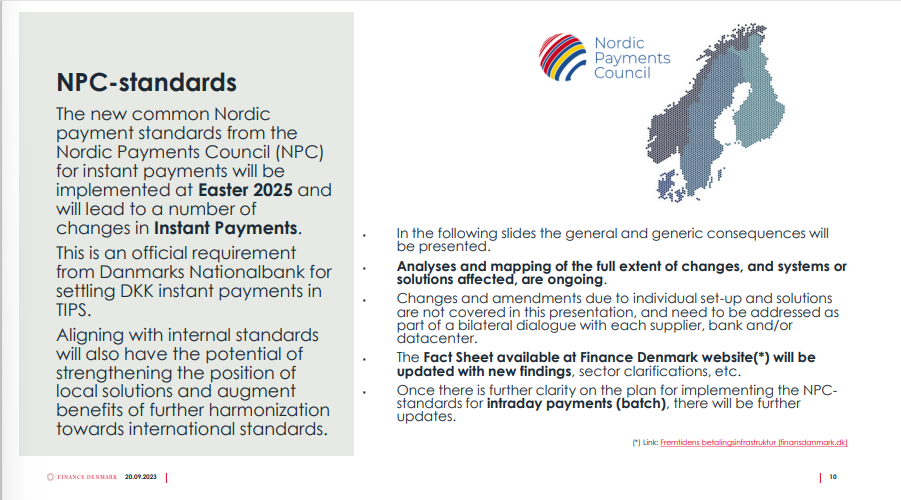 NPC-standards
The new common Nordic
payment standards from the
Nordic Payments Council (NPC)
for instant payments will be
implemented at Easter 2025 and
will lead to a number of
changes in Instant Payments.
This is an official requirement
from Danmarks Nationalbank for
settling DKK instant payments in
TIPS.
Aligning with internal standards
will also have the potential of
strengthening the position of
local solutions and augment
benefits of further harmonization
towards international standards.
Nordic
Payments
Council
• In the following slides the general and generic consequences will
be presented.
• Analyses and mapping of the full extent of changes, and systems or
solutions affected, are ongoing.
• Changes and amendments due to individual set-up and solutions
are not covered in this presentation, and need to be addressed as
part of a bilateral dialogue with each supplier, bank and/or
datacenter.
• The Fact Sheet available at Finance Denmark website(*) will be
updated with new findings, sector clarifications, etc.
• Once there is further clarity on the plan for implementing the NPC-
standards for intraday payments (batch), there will be further
updates.
(*) Link: Fremtidens betalingsinfrastruktur (finansdanmark.dk)
FINANCE DENMARK 20.09.2023
10